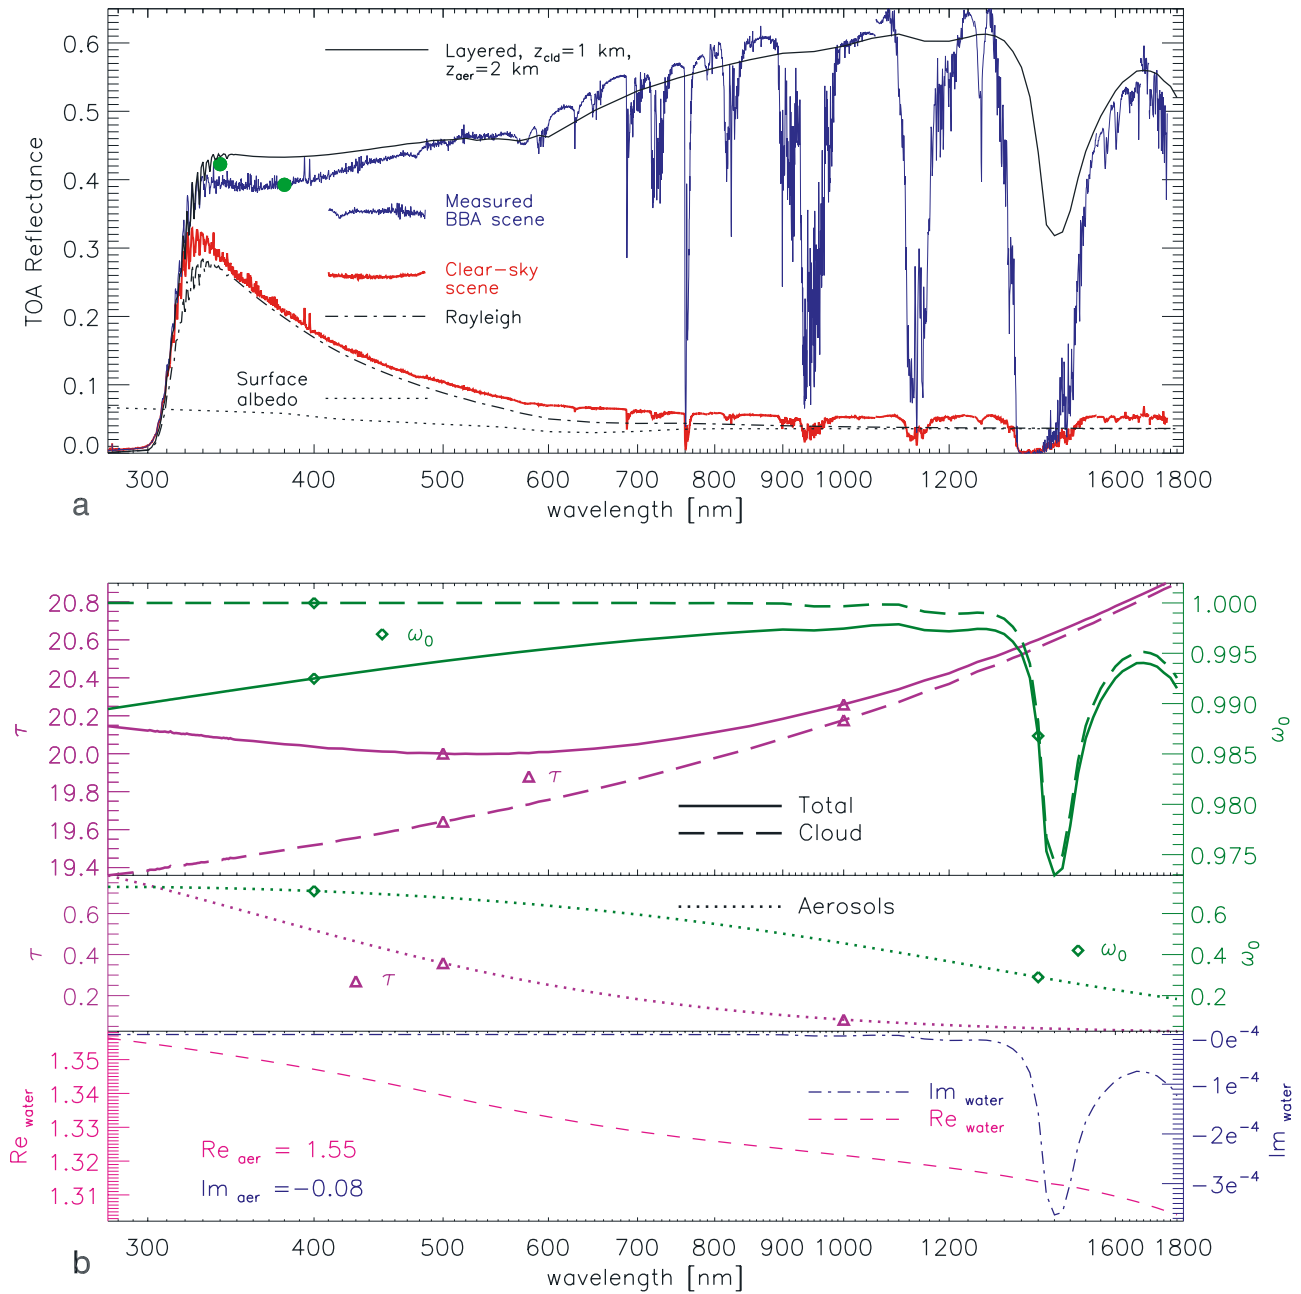 0.6
0.5
0.4
0.3
0.2
0.1
0.0
TOA Reflectance
Layered, z_cld=1 km,
z_aer=2 km
Measured
BBA scene
Clear-sky
scene
Rayleigh
Surface
albedo
300 400 500 600 700 800 900 1000 1200 1600 1800
wavelength [nm]
a
20.8
20.6
20.4
20.2
20.0
19.8
19.6
19.4
τ
1.000
0.995
0.990
0.985
0.980
0.975
ω₀
ω₀
τ
Total
Cloud
0.6
0.4
0.2
τ
0.6
0.4
0.2
ω₀
Aerosols
τ
ω₀
1.35
1.34
1.33
1.32
1.31
Re water
-0e⁻⁴
-1e⁻⁴
-2e⁻⁴
-3e⁻⁴
Im water
Im water
Re water
Re aer = 1.55
Im aer =-0.08
300 400 500 600 700 800 900 1000 1200 1600 1800
wavelength [nm]
b